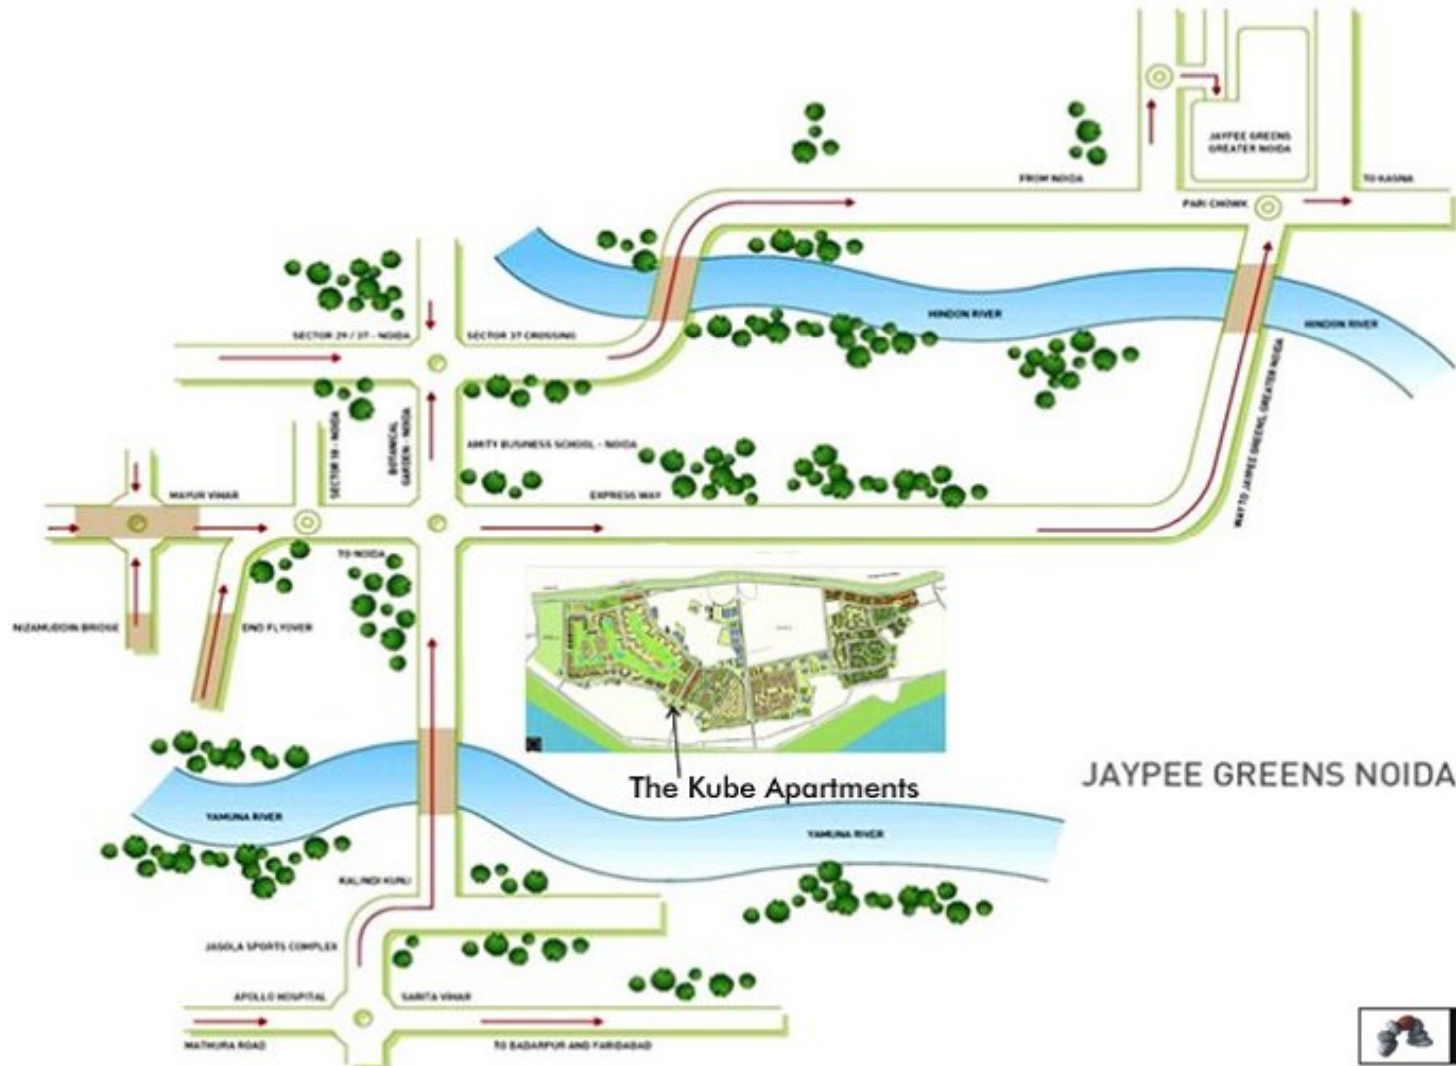 JAYPEE GREENS
GREATER NOIDA
FROM NOIDA
TO KASNA
PARI CHOWK
HINDON RIVER
HINDON RIVER
SECTOR 29 / 37 - NOIDA
SECTOR 37 CROSSING
WAY TO JAYPEE GREENS, GREATER NOIDA
SECTOR 18 - NOIDA
BOTANICAL
GARDEN - NOIDA
AMITY BUSINESS SCHOOL - NOIDA
MAYUR VIHAR
EXPRESS WAY
TO NOIDA
NIZAMUDDIN BRIDGE
DND FLYOVER
The Kube Apartments
JAYPEE GREENS NOIDA
YAMUNA RIVER
YAMUNA RIVER
KALINDI KUNJ
JASOLA SPORTS COMPLEX
APOLLO HOSPITAL
SARITA VIHAR
MATHURA ROAD
TO BADARPUR AND FARIDABAD